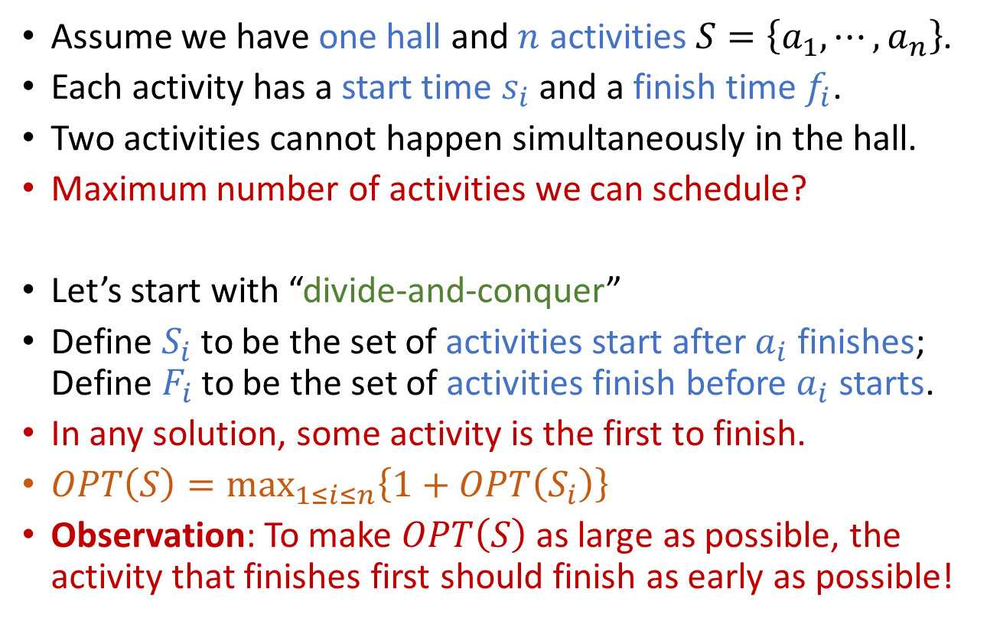 • Assume we have one hall and n activities S = {a₁, ⋯ , aₙ}.
• Each activity has a start time sᵢ and a finish time fᵢ.
• Two activities cannot happen simultaneously in the hall.
• Maximum number of activities we can schedule?
• Let’s start with “divide-and-conquer”
• Define Sᵢ to be the set of activities start after aᵢ finishes;
Define Fᵢ to be the set of activities finish before aᵢ starts.
• In any solution, some activity is the first to finish.
• OPT(S) = max₁≤ᵢ≤ₙ{1 + OPT(Sᵢ)}
• Observation: To make OPT(S) as large as possible, the
activity that finishes first should finish as early as possible!